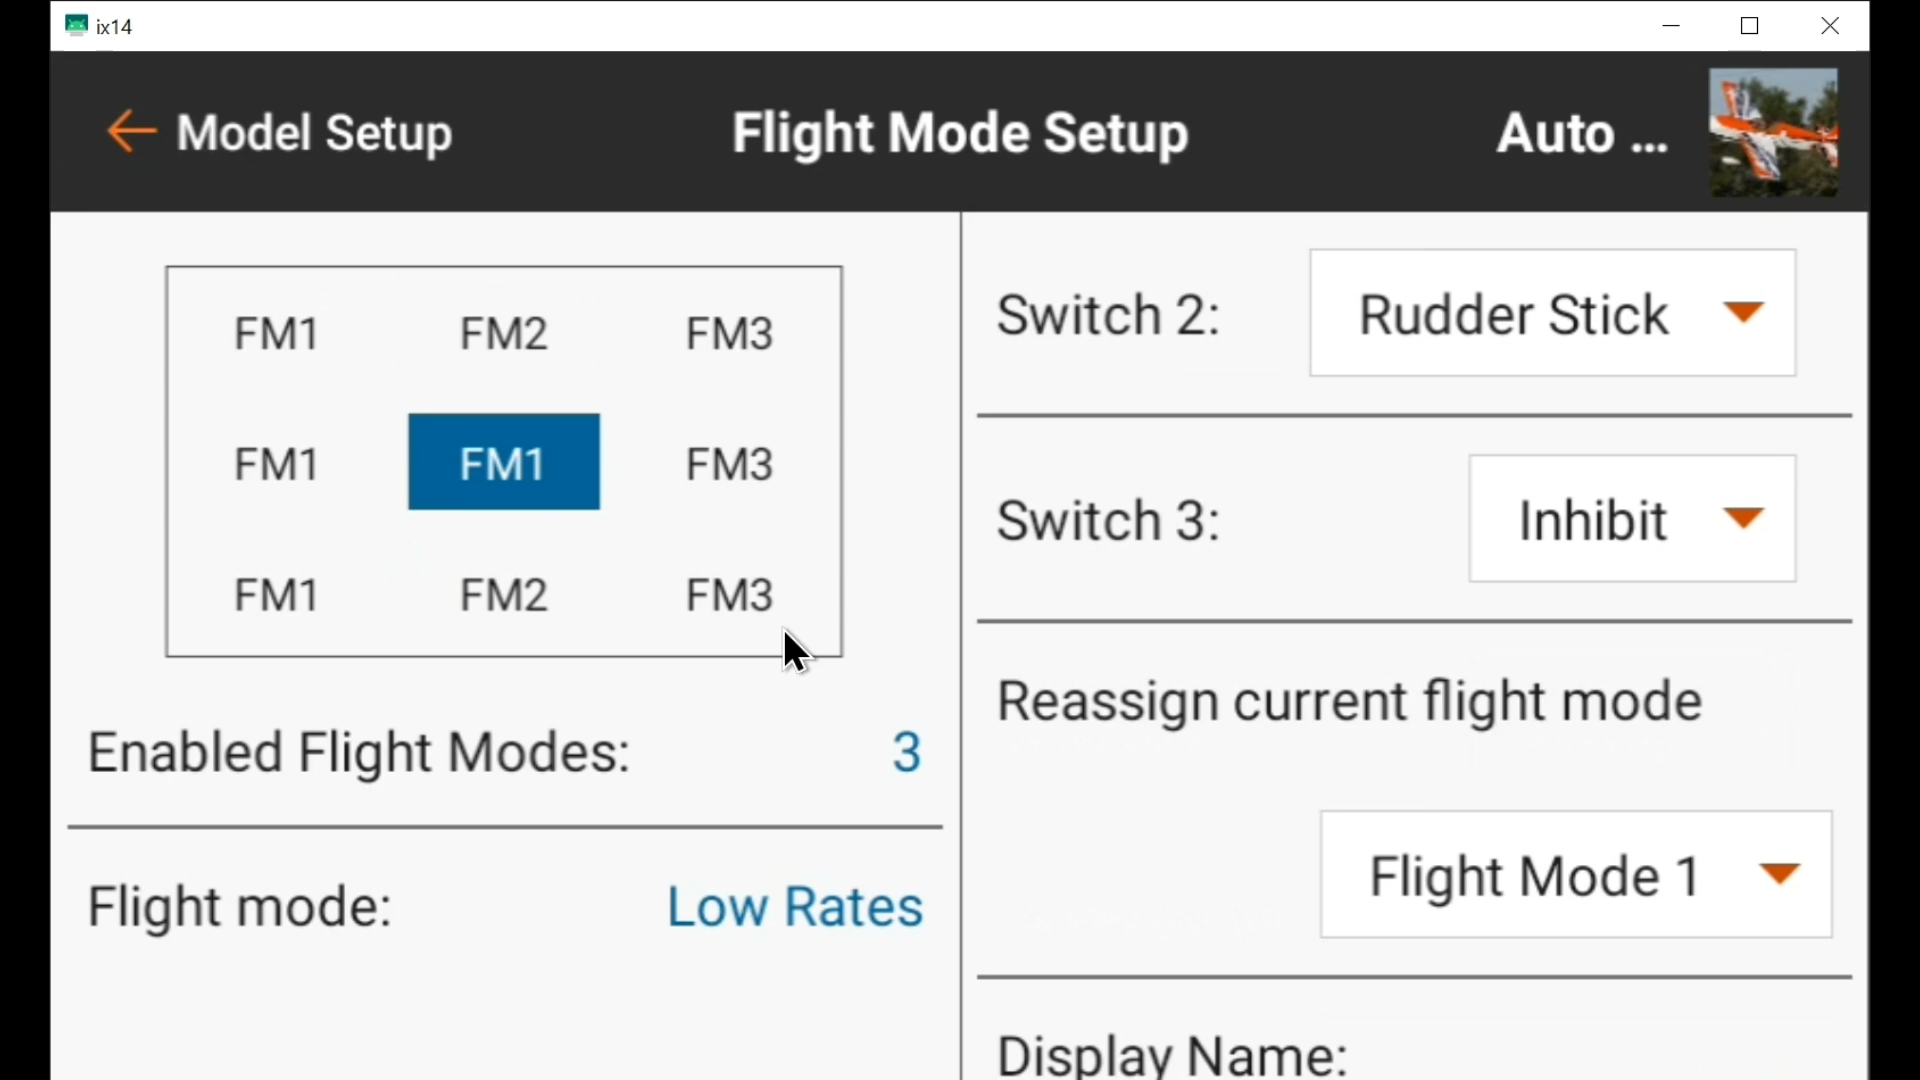 ix14
Model Setup
Flight Mode Setup
Auto ...
FM1 FM2 FM3
FM1 FM1 FM3
FM1 FM2 FM3
Enabled Flight Modes: 3
Flight mode: Low Rates
Switch 2: Rudder Stick
Switch 3: Inhibit
Reassign current flight mode
Flight Mode 1
Display Name: